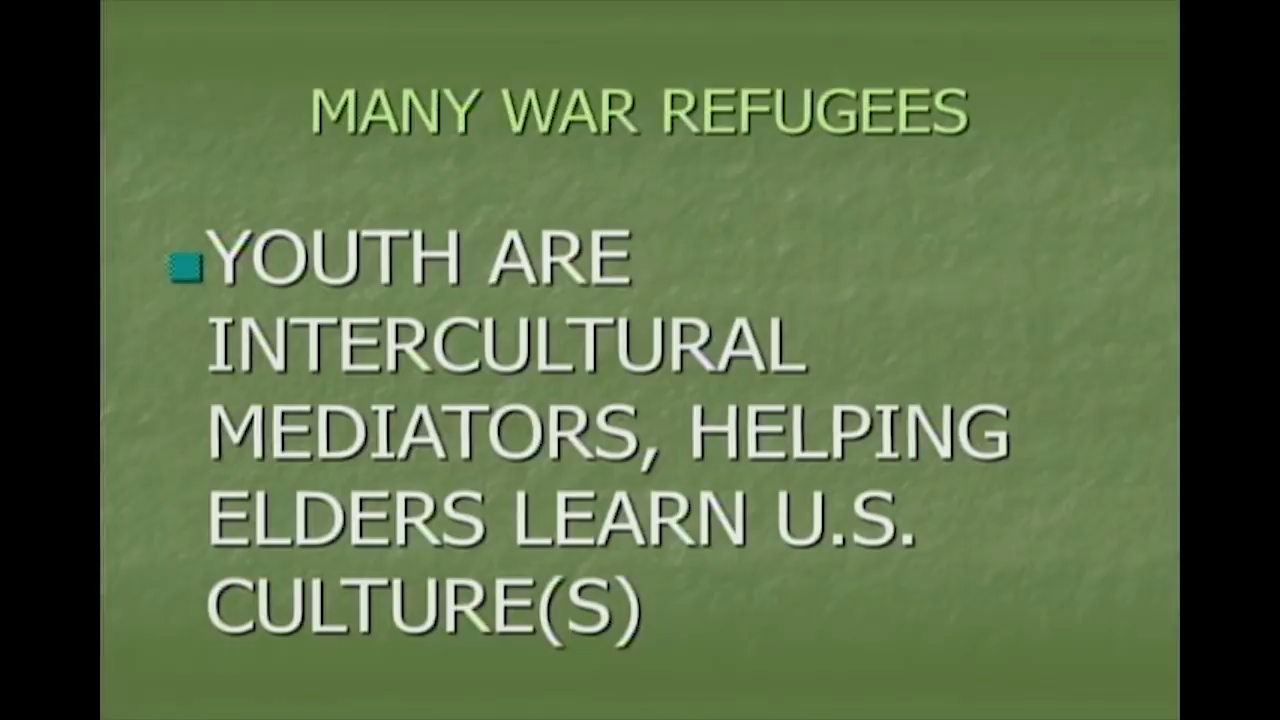 MANY WAR REFUGEES
YOUTH ARE
INTERCULTURAL
MEDIATORS, HELPING
ELDERS LEARN U.S.
CULTURE(S)